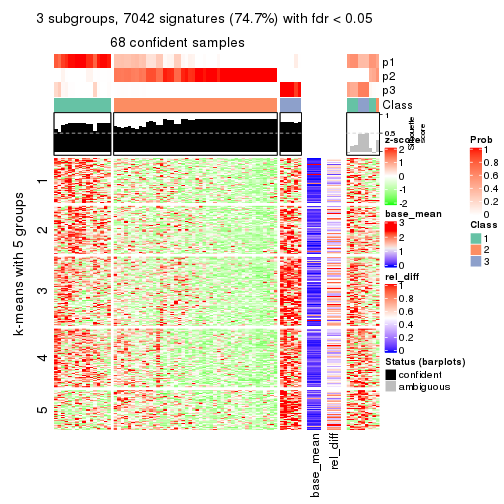 3 subgroups, 7042 signatures (74.7%) with fdr < 0.05
68 confident samples
p1
p2
p3
Class
1
0.5
0
Silhouette
score
k-means with 5 groups
1
2
3
4
5
base_mean
rel_diff
z-score
2
1
0
-1
-2
base_mean
3
2
1
0
rel_diff
1
0.8
0.6
0.4
0.2
0
Status (barplots)
confident
ambiguous
Prob
1
0.8
0.6
0.4
0.2
0
Class
1
2
3